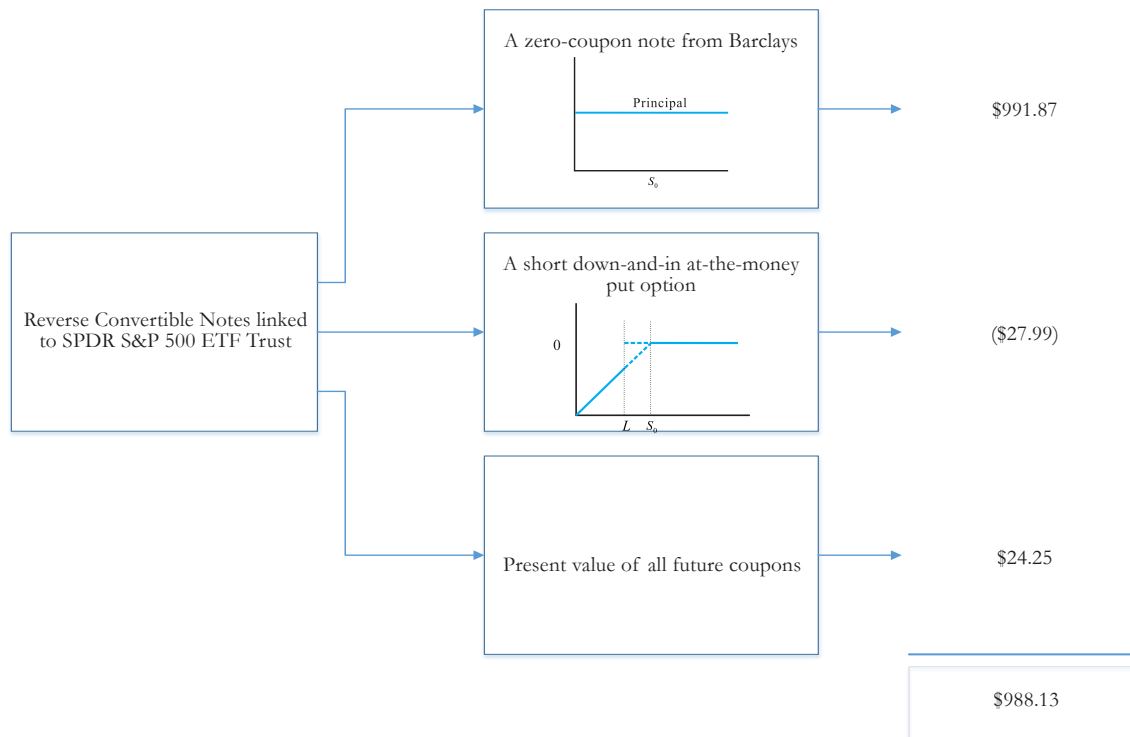 A zero-coupon note from Barclays
Principal
S₀
$991.87
Reverse Convertible Notes linked
to SPDR S&P 500 ETF Trust
A short down-and-in at-the-money
put option
0
L S₀
($27.99)
Present value of all future coupons
$24.25
$988.13